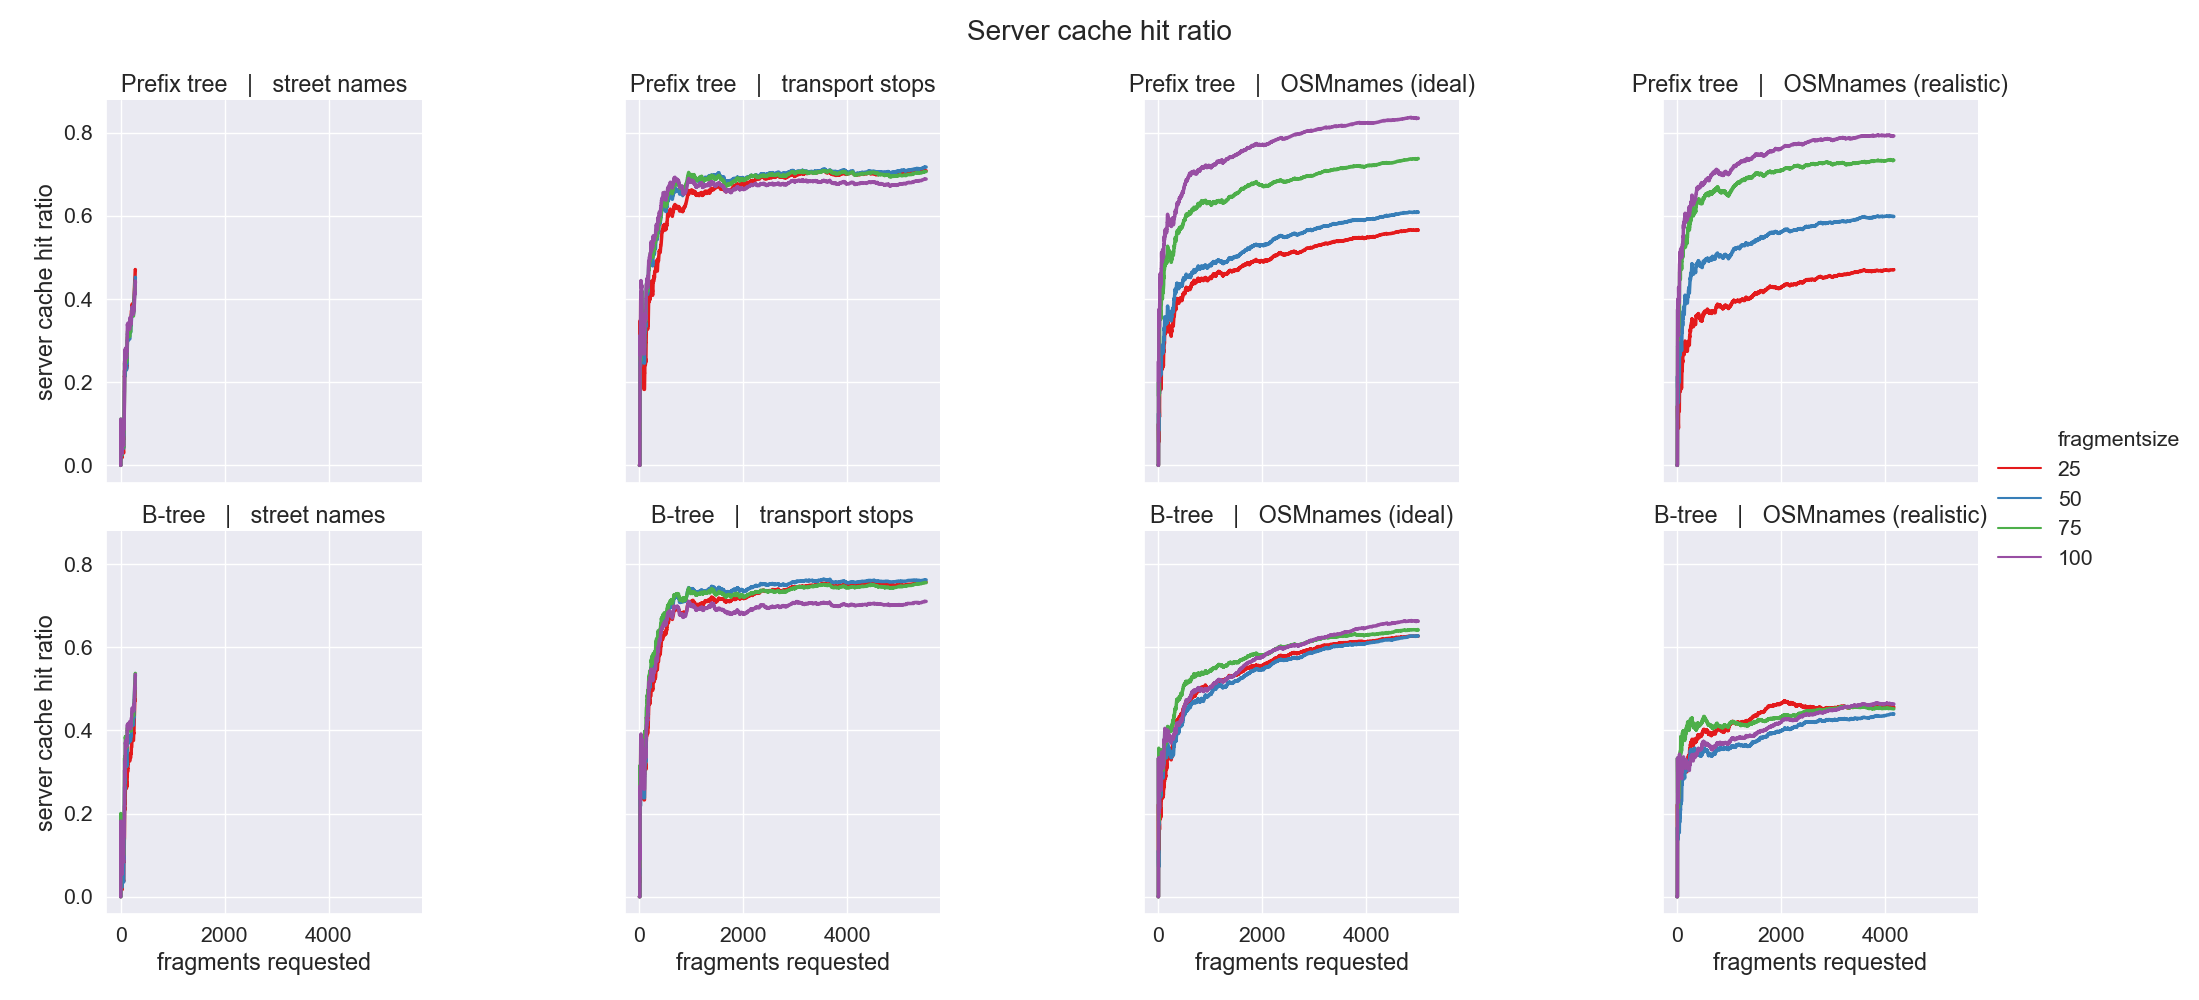 Server cache hit ratio
Prefix tree | street names
Prefix tree | transport stops
Prefix tree | OSMnames (ideal)
Prefix tree | OSMnames (realistic)
server cache hit ratio
0.8
0.6
0.4
0.2
0.0
fragmentsize
25
50
75
100
B-tree | street names
B-tree | transport stops
B-tree | OSMnames (ideal)
B-tree | OSMnames (realistic)
server cache hit ratio
0.8
0.6
0.4
0.2
0.0
0 2000 4000
0 2000 4000
0 2000 4000
0 2000 4000
fragments requested
fragments requested
fragments requested
fragments requested